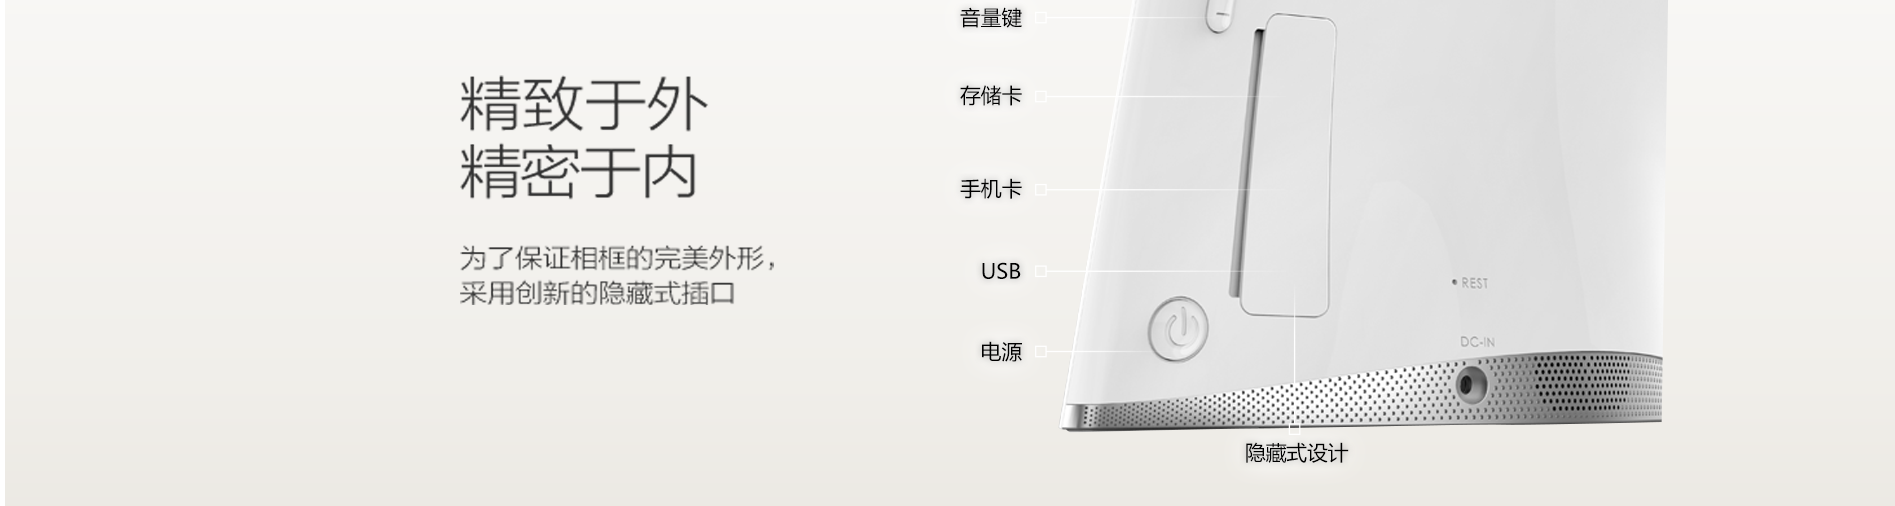 精致于外
精密于内
为了保证相框的完美外形，
采用创新的隐藏式插口
音量键
存储卡
手机卡
USB
电源
REST
DC-IN
隐藏式设计